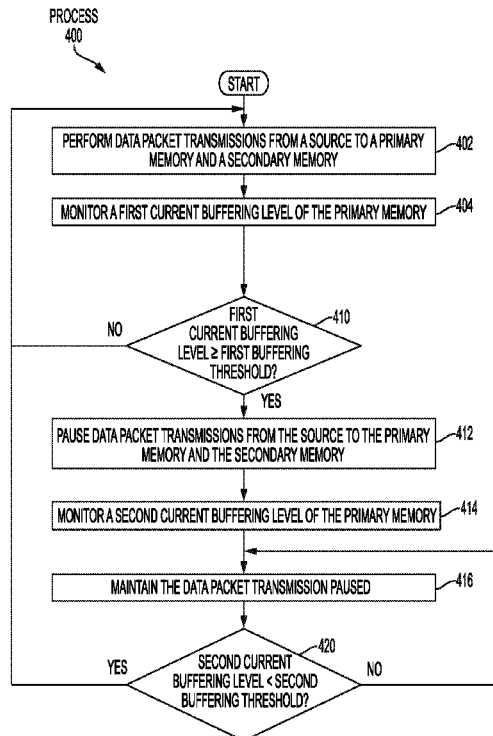 PROCESS
400
START
PERFORM DATA PACKET TRANSMISSIONS FROM A SOURCE TO A PRIMARY
MEMORY AND A SECONDARY MEMORY
402
MONITOR A FIRST CURRENT BUFFERING LEVEL OF THE PRIMARY MEMORY
404
FIRST
CURRENT BUFFERING
LEVEL ≥ FIRST BUFFERING
THRESHOLD?
410
NO
YES
PAUSE DATA PACKET TRANSMISSIONS FROM THE SOURCE TO THE PRIMARY
MEMORY AND THE SECONDARY MEMORY
412
MONITOR A SECOND CURRENT BUFFERING LEVEL OF THE PRIMARY MEMORY
414
MAINTAIN THE DATA PACKET TRANSMISSION PAUSED
416
SECOND CURRENT
BUFFERING LEVEL < SECOND
BUFFERING THRESHOLD?
420
YES
NO